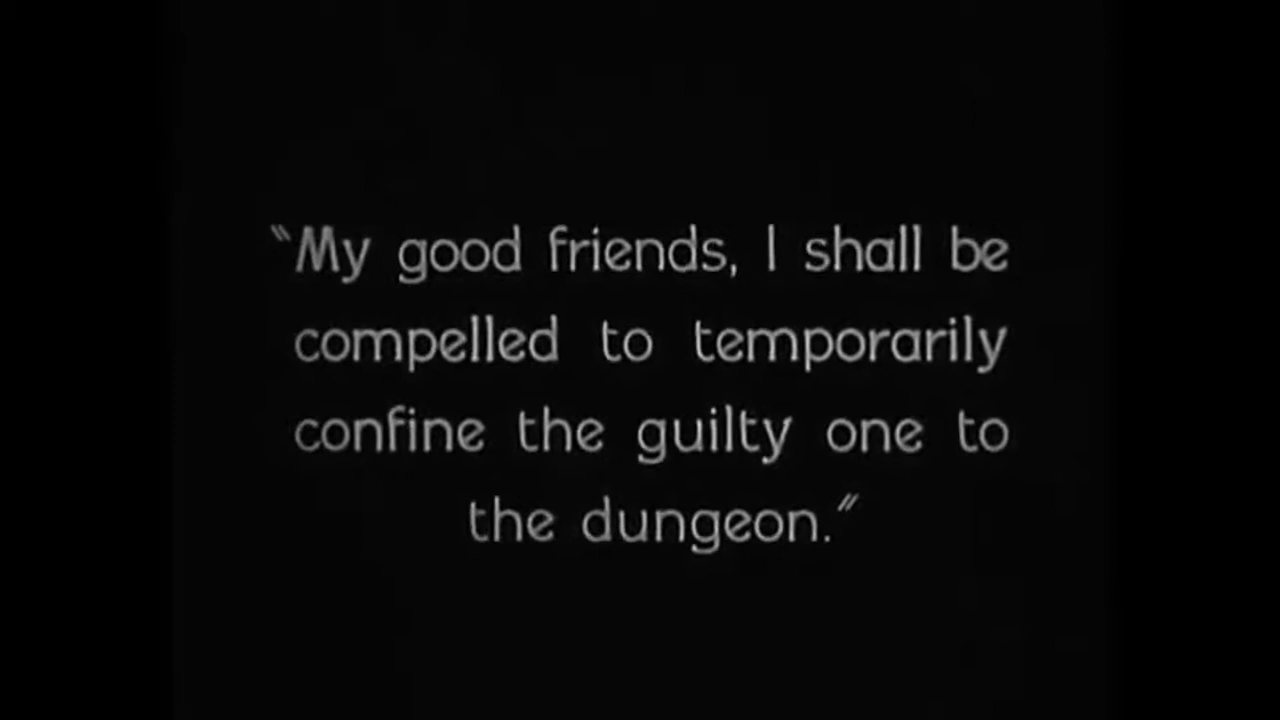 “My good friends, I shall be
compelled to temporarily
confine the guilty one to
the dungeon.”